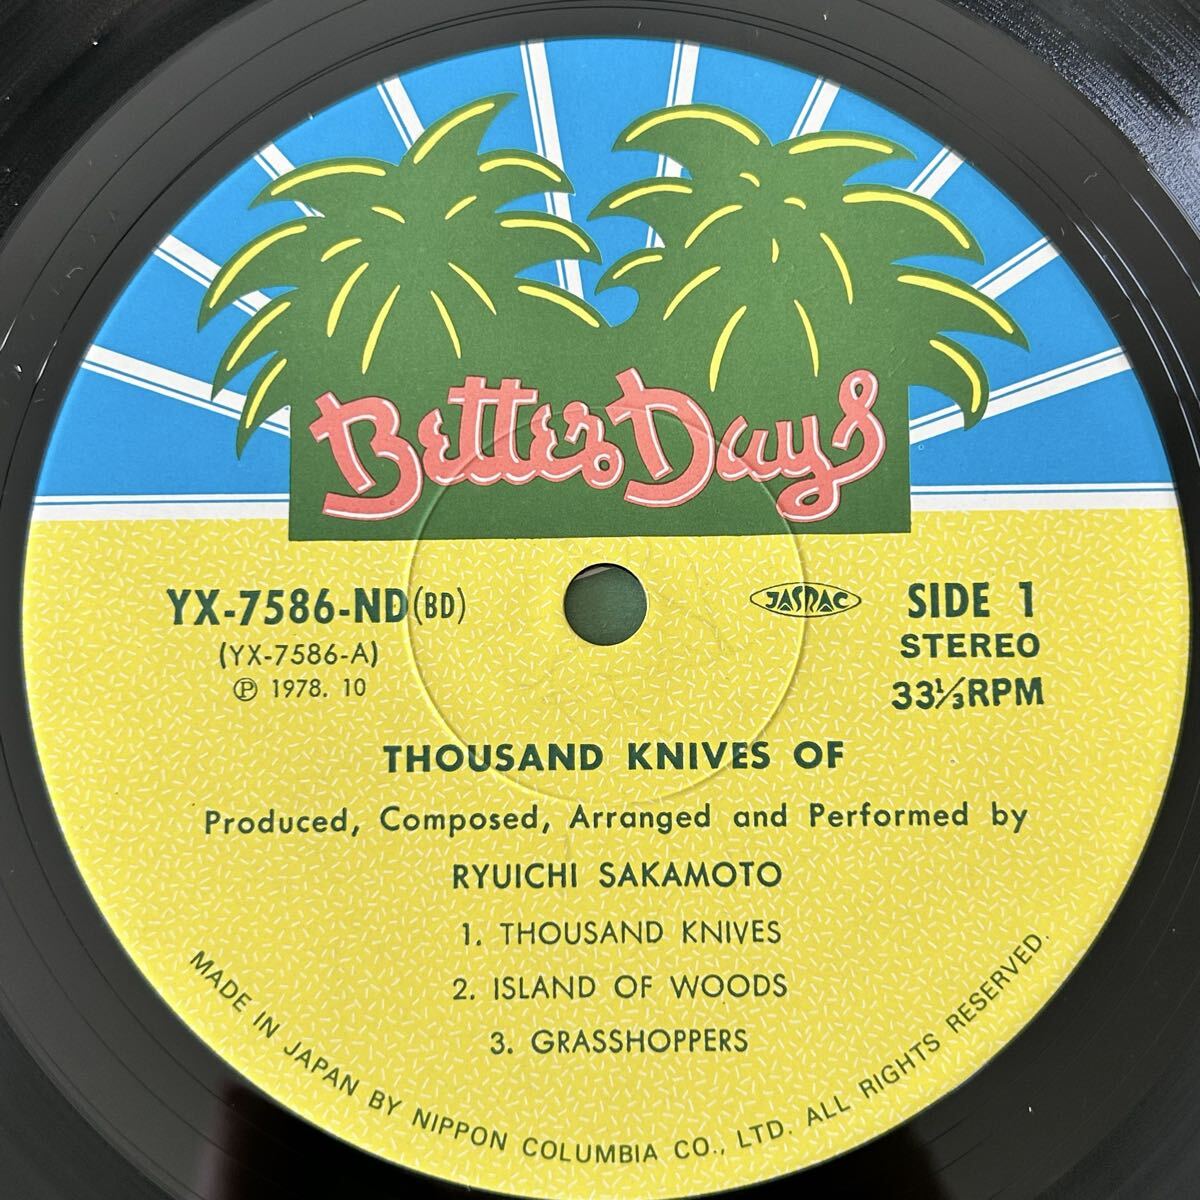 Better Days
YX-7586-ND(BD)
(YX-7586-A)
Ⓟ 1978. 10
JASRAC
SIDE 1
STEREO
33⅓RPM
THOUSAND KNIVES OF
Produced, Composed, Arranged and Performed by
RYUICHI SAKAMOTO
1. THOUSAND KNIVES
2. ISLAND OF WOODS
3. GRASSHOPPERS
MADE IN JAPAN BY NIPPON COLUMBIA CO., LTD. ALL RIGHTS RESERVED.